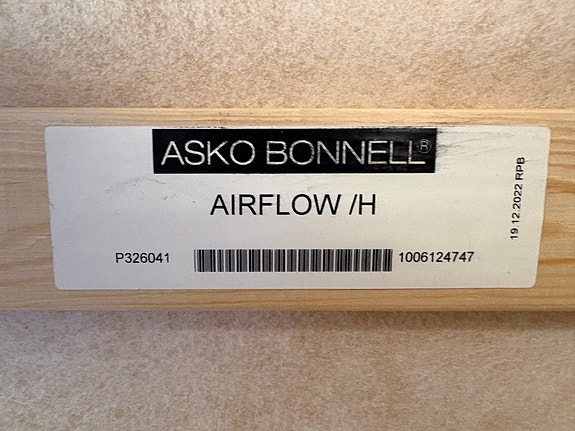 ASKO BONNELL®
AIRFLOW /H
P326041 1006124747
19.12.2022 RPB